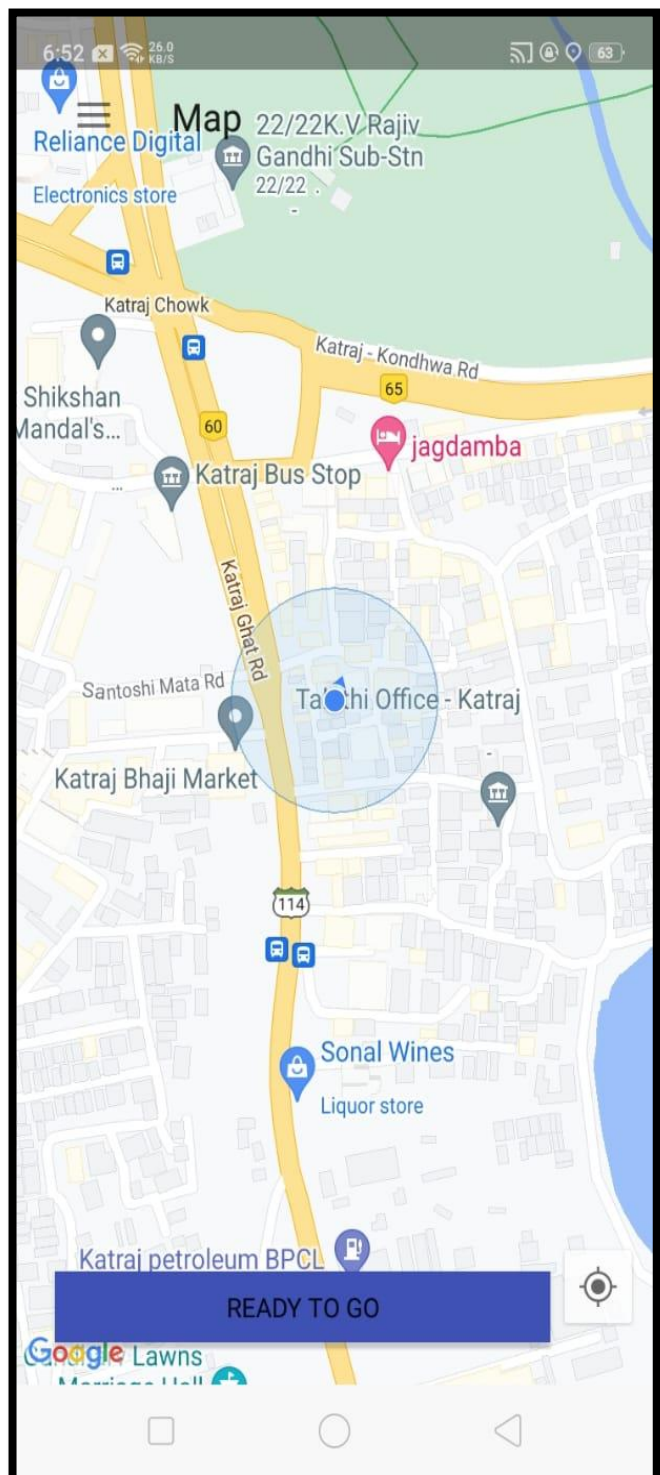 6:52 26.0 KB/S 63
Map
Reliance Digital
Electronics store
22/22K.V Rajiv
Gandhi Sub-Stn
22/22 .
-
Katraj Chowk
Katraj - Kondhwa Rd
65
Shikshan
Mandal's...
60
jagdamba
Katraj Bus Stop
...
Katraj Ghat Rd
Santoshi Mata Rd
Office - Katraj
-
Katraj Bhaji Market
114
Sonal Wines
Liquor store
Katraj petroleum BPCL
READY TO GO
Google
Lawns